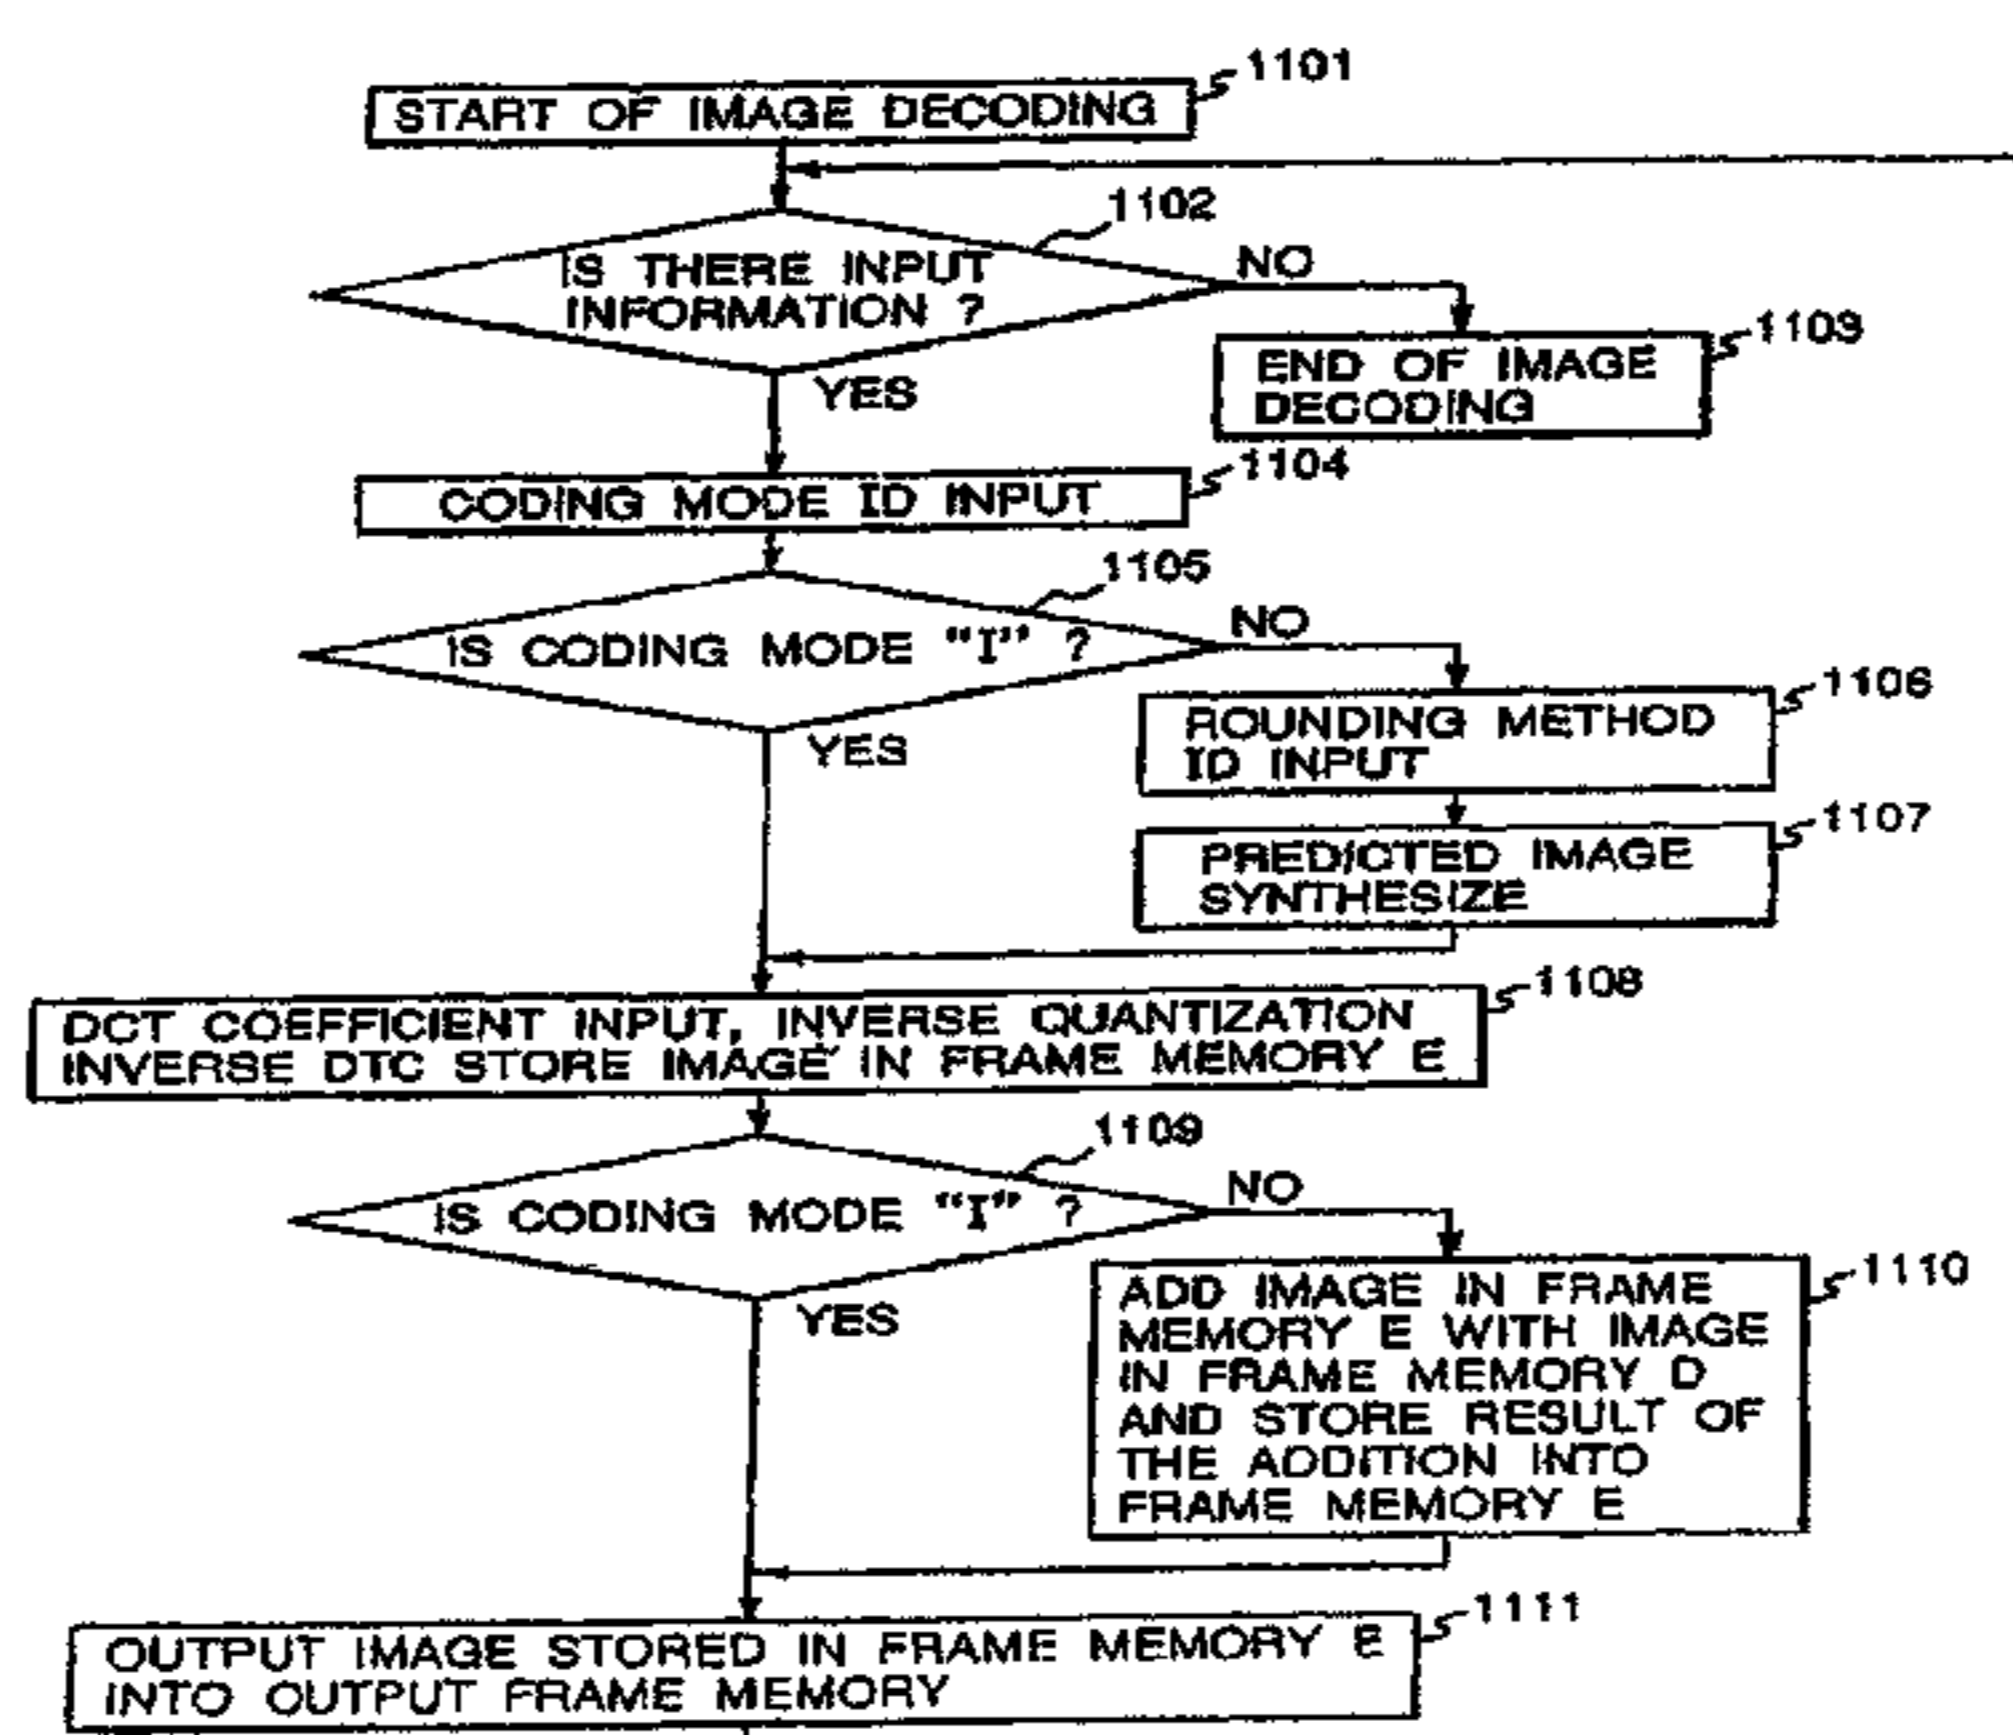 1101
START OF IMAGE DECODING
1102
IS THERE INPUT
INFORMATION ?
NO
YES
1103
END OF IMAGE
DECODING
1104
CODING MODE ID INPUT
1105
IS CODING MODE "I" ?
NO
YES
1106
ROUNDING METHOD
ID INPUT
1107
PREDICTED IMAGE
SYNTHESIZE
1108
DCT COEFFICIENT INPUT, INVERSE QUANTIZATION
INVERSE DTC STORE IMAGE IN FRAME MEMORY E
1109
IS CODING MODE "I" ?
NO
YES
1110
ADD IMAGE IN FRAME
MEMORY E WITH IMAGE
IN FRAME MEMORY D
AND STORE RESULT OF
THE ADDITION INTO
FRAME MEMORY E
1111
OUTPUT IMAGE STORED IN FRAME MEMORY E
INTO OUTPUT FRAME MEMORY